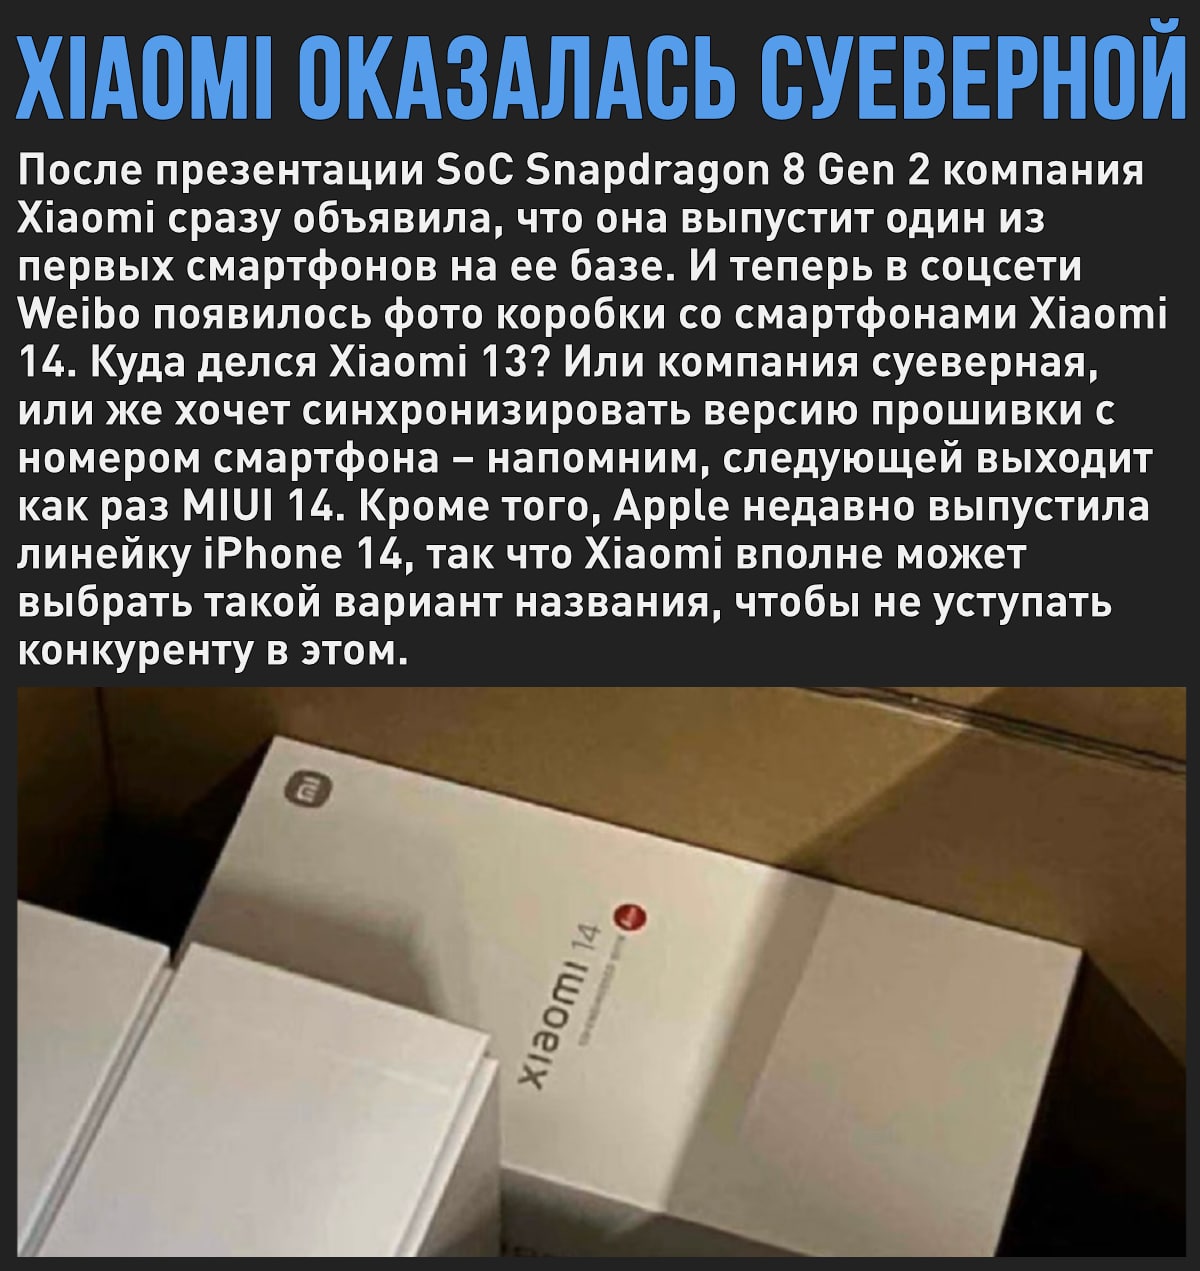 XIAOMI ОКАЗАЛАСЬ СУЕВЕРНОЙ
После презентации SoC Snapdragon 8 Gen 2 компания
Xiaomi сразу объявила, что она выпустит один из
первых смартфонов на ее базе. И теперь в соцсети
Weibo появилось фото коробки со смартфонами Xiaomi
14. Куда делся Xiaomi 13? Или компания суеверная,
или же хочет синхронизировать версию прошивки с
номером смартфона – напомним, следующей выходит
как раз MIUI 14. Кроме того, Apple недавно выпустила
линейку iPhone 14, так что Xiaomi вполне может
выбрать такой вариант названия, чтобы не уступать
конкуренту в этом.
mi
xiaomi 14